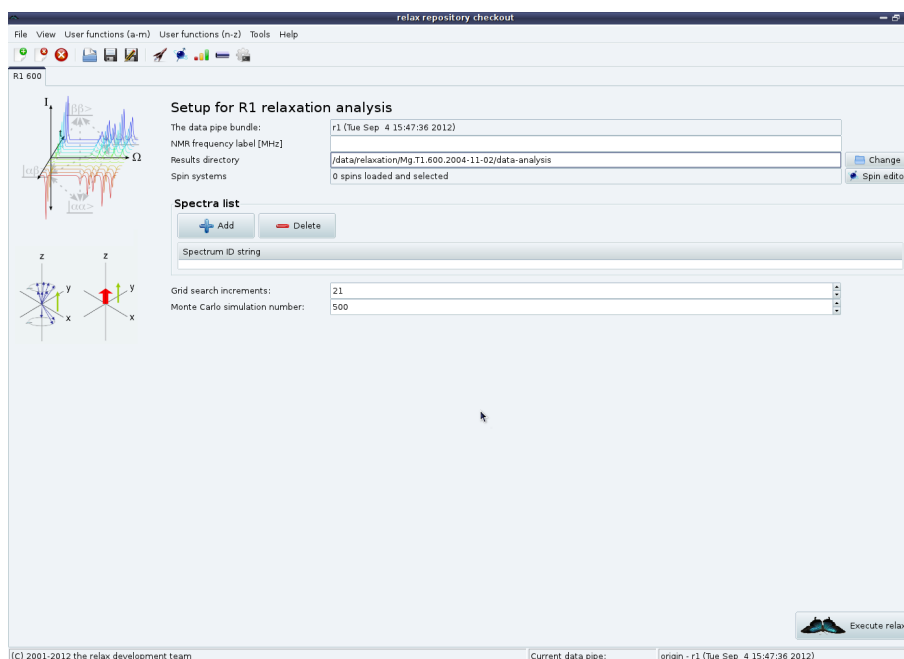 relax repository checkout
File View User functions (a-m) User functions (n-z) Tools Help
R1 600
I
|ββ>
t
Ω
|αβ>
|αα>
z z
y y
x x
Setup for R1 relaxation analysis
The data pipe bundle: r1 (Tue Sep 4 15:47:36 2012)
NMR frequency label [MHz]
Results directory /data/relaxation/Mg.T1.600.2004-11-02/data-analysis Change
Spin systems 0 spins loaded and selected Spin edito
Spectra list
Add Delete
Spectrum ID string
Grid search increments: 21
Monte Carlo simulation number: 500
Execute relax
(C) 2001-2012 the relax development team Current data pipe: origin - r1 (Tue Sep 4 15:47:36 2012)